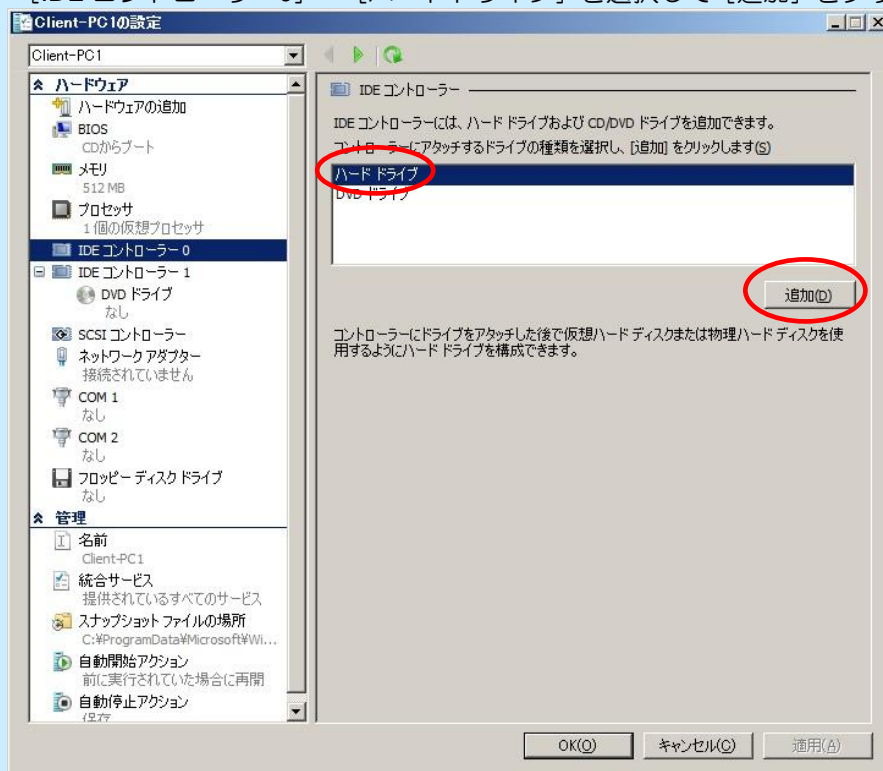 Client-PC1の設定
Client-PC1
ハードウェア
ハードウェアの追加
BIOS
CDからブート
メモリ
512 MB
プロセッサ
1 個の仮想プロセッサ
IDE コントローラー 0
IDE コントローラー 1
DVD ドライブ
なし
SCSI コントローラー
ネットワーク アダプター
接続されていません
COM 1
なし
COM 2
なし
フロッピー ディスク ドライブ
なし
管理
名前
Client-PC1
統合サービス
提供されているすべてのサービス
スナップショット ファイルの場所
C:¥ProgramData¥Microsoft¥Wi...
自動開始アクション
前に実行されていた場合に再開
自動停止アクション
保存
IDE コントローラー
IDE コントローラーには、ハード ドライブおよび CD/DVD ドライブを追加できます。
コントローラーにアタッチするドライブの種類を選択し、[追加] をクリックします(S)
ハード ドライブ
DVD ドライブ
追加(D)
コントローラーにドライブをアタッチした後で仮想ハード ディスクまたは物理ハード ディスクを使
用するようにハード ドライブを構成できます。
OK(O)
キャンセル(C)
適用(A)